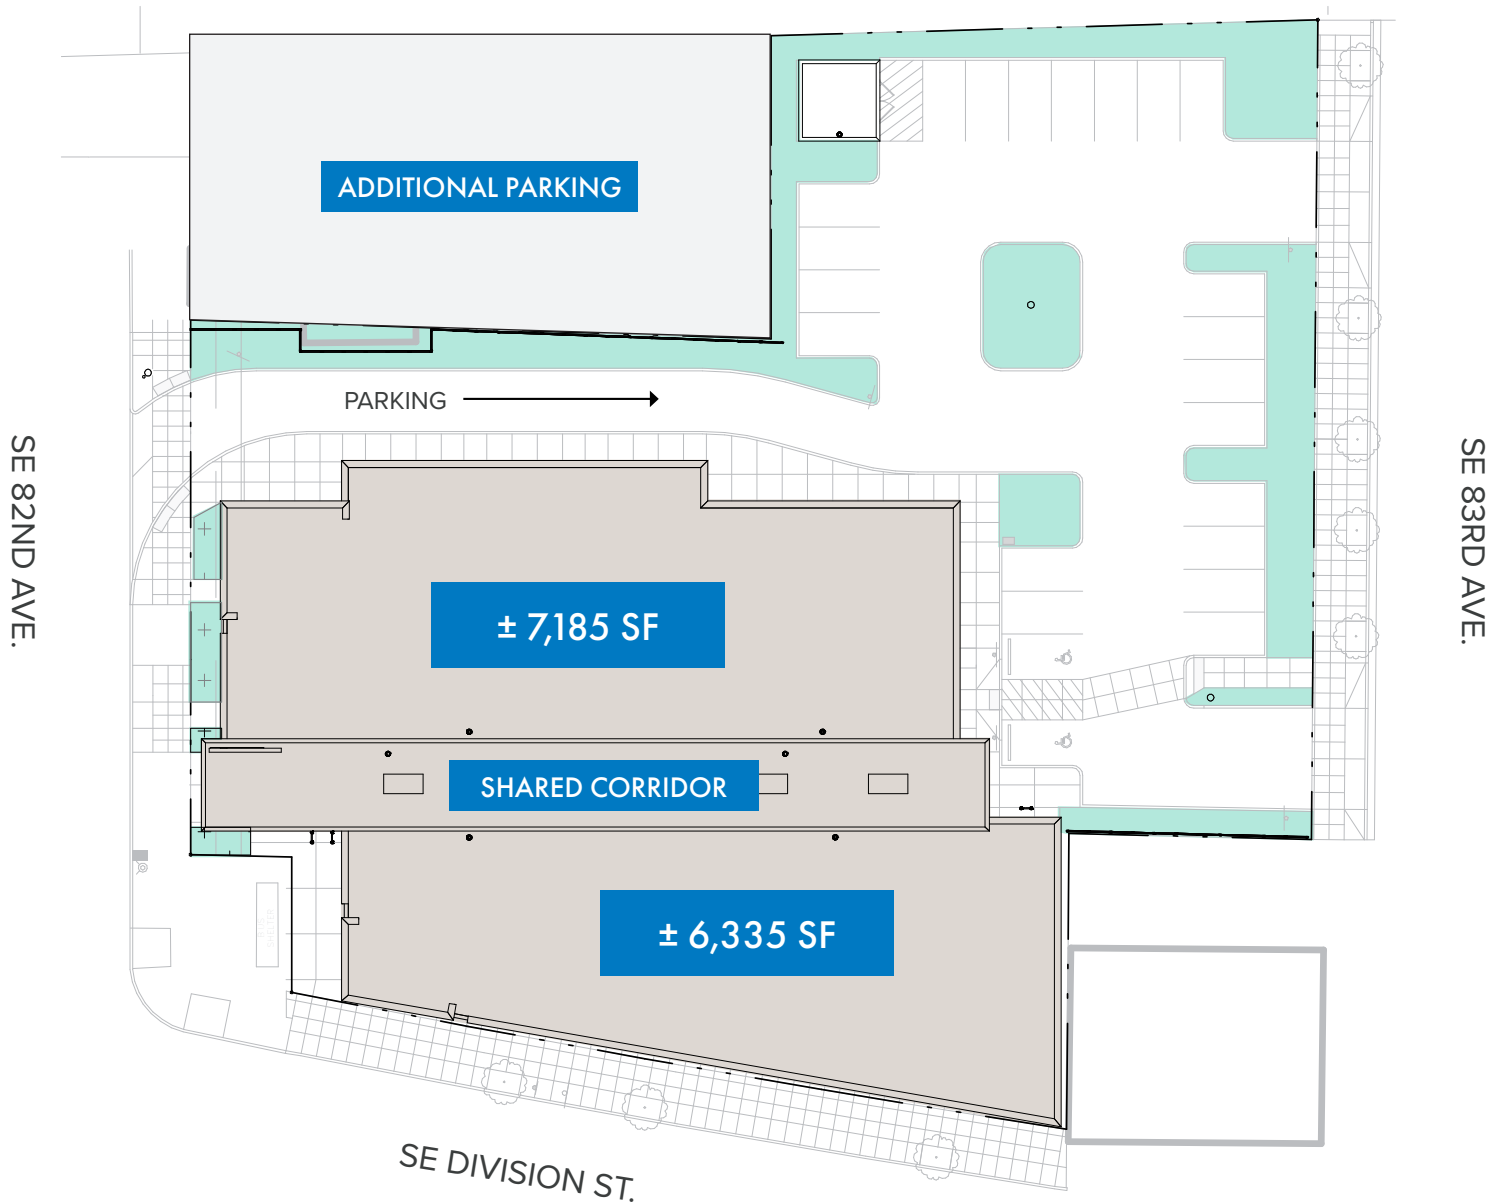 ADDITIONAL PARKING
PARKING
SE 82ND AVE.
SE 83RD AVE.
± 7,185 SF
SHARED CORRIDOR
± 6,335 SF
SHELTER
SE DIVISION ST.